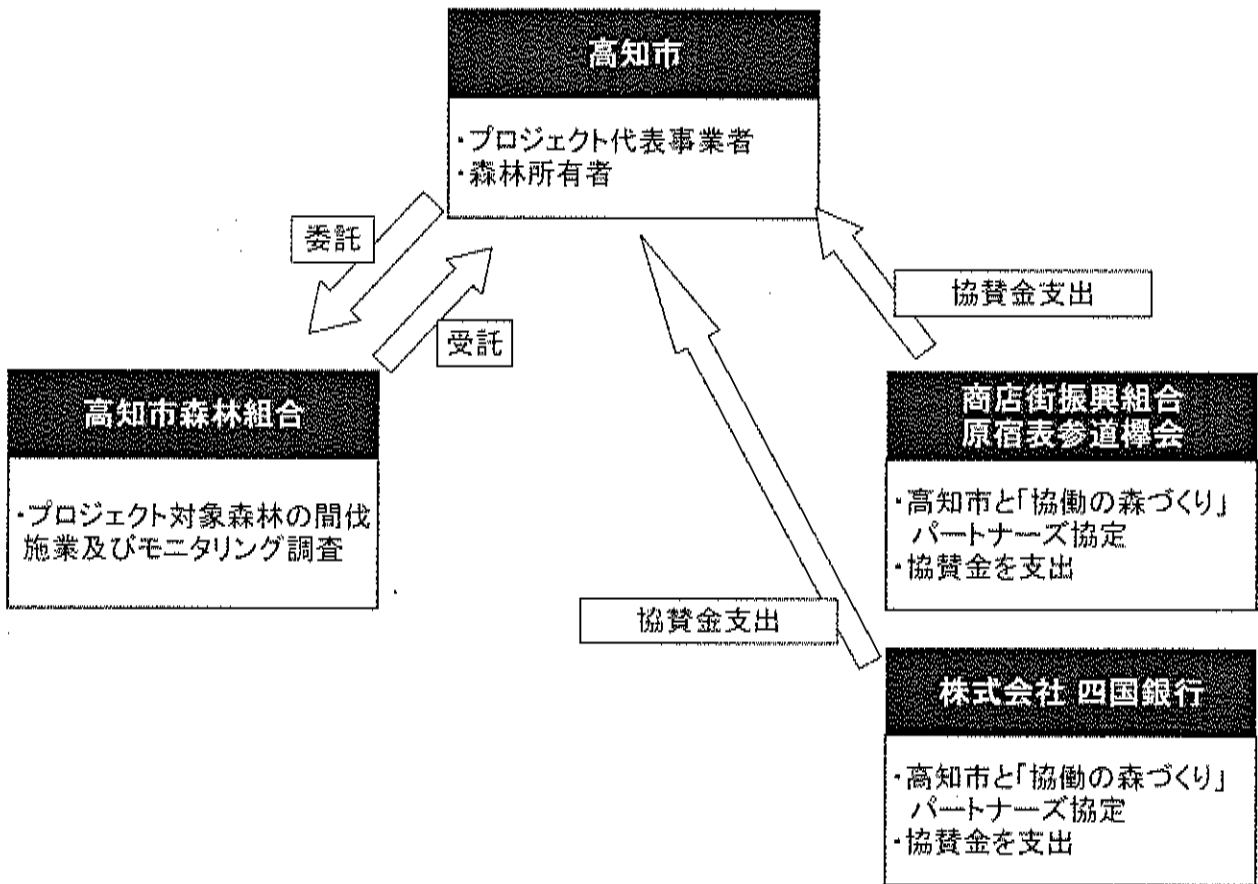 高知市
・プロジェクト代表事業者
・森林所有者
委託
受託
協賛金支出
高知市森林組合
・プロジェクト対象森林の間伐
施業及びモニタリング調査
商店街振興組合
原宿表参道欅会
・高知市と「協働の森づくり」
パートナーズ協定
・協賛金を支出
協賛金支出
株式会社 四国銀行
・高知市と「協働の森づくり」
パートナーズ協定
・協賛金を支出